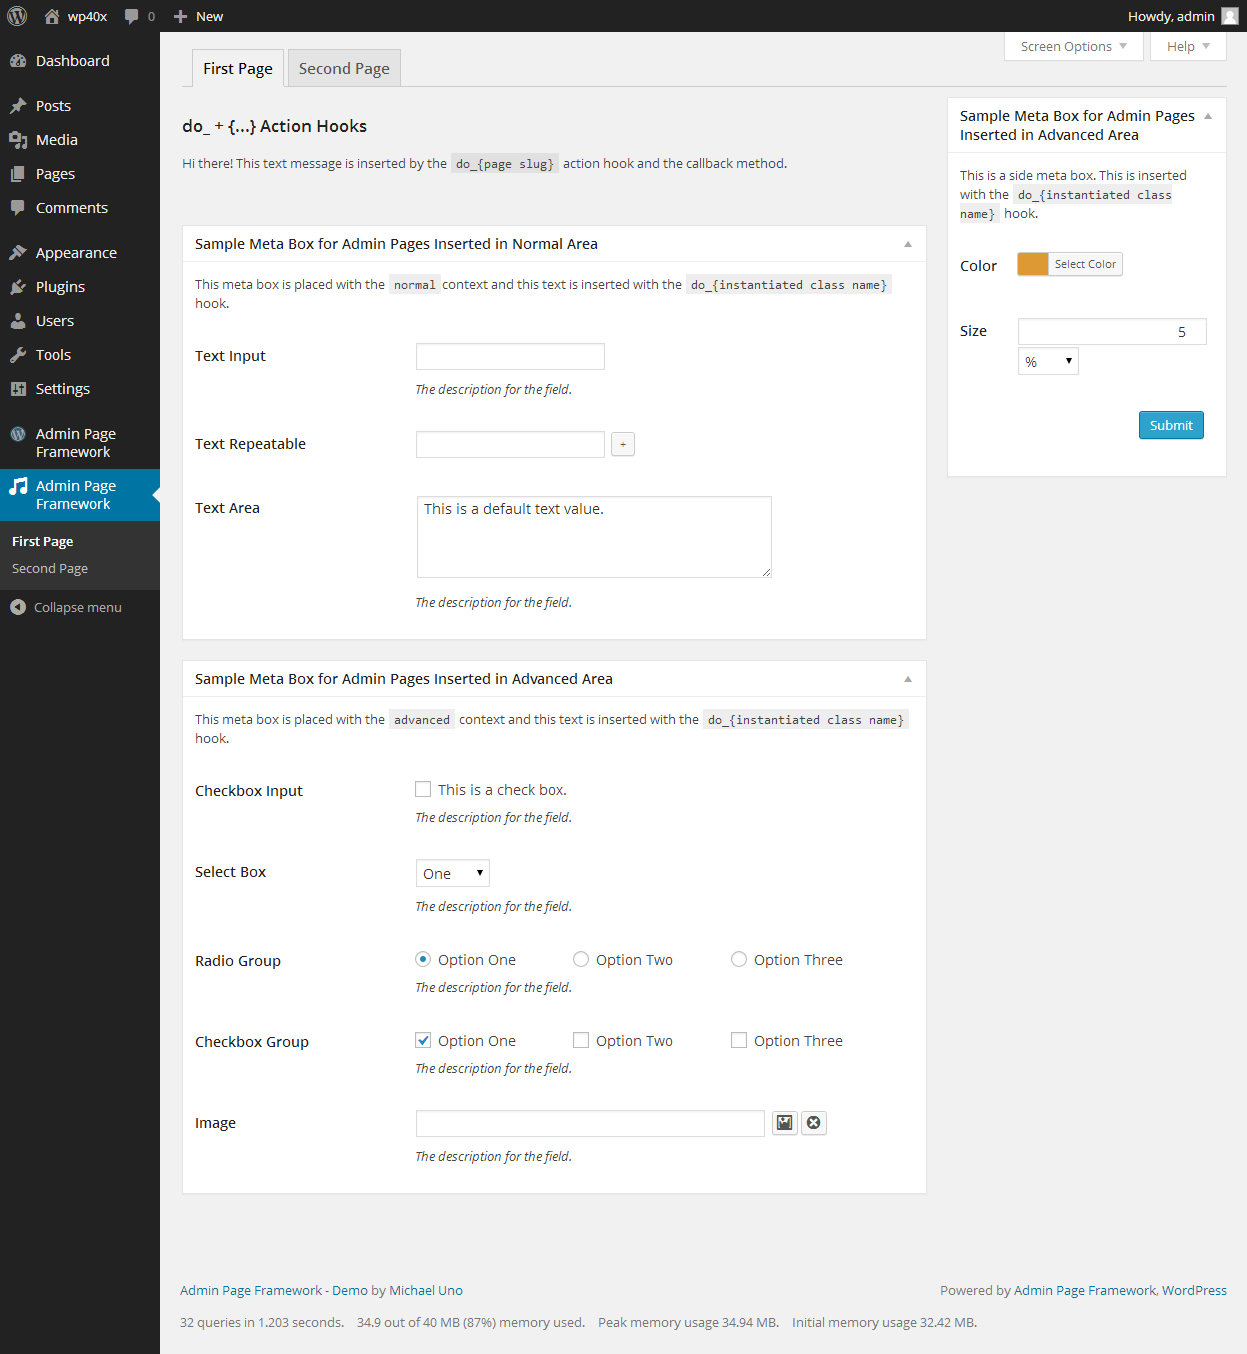 wp40x 0 New Howdy, admin
Dashboard
Posts
Media
Pages
Comments
Appearance
Plugins
Users
Tools
Settings
Admin Page
Framework
Admin Page
Framework
First Page
Second Page
Collapse menu
Screen Options Help
First Page Second Page
do_ + {...} Action Hooks
Hi there! This text message is inserted by the do_{page slug} action hook and the callback method.
Sample Meta Box for Admin Pages Inserted in Normal Area
This meta box is placed with the normal context and this text is inserted with the do_{instantiated class name}
hook.
Text Input
The description for the field.
Text Repeatable +
Text Area This is a default text value.
The description for the field.
Sample Meta Box for Admin Pages Inserted in Advanced Area
This meta box is placed with the advanced context and this text is inserted with the do_{instantiated class name}
hook.
Checkbox Input This is a check box.
The description for the field.
Select Box One
The description for the field.
Radio Group Option One Option Two Option Three
The description for the field.
Checkbox Group Option One Option Two Option Three
The description for the field.
Image
The description for the field.
Sample Meta Box for Admin Pages
Inserted in Advanced Area
This is a side meta box. This is inserted
with the do_{instantiated class
name} hook.
Color Select Color
Size 5
%
Submit
Admin Page Framework - Demo by Michael Uno Powered by Admin Page Framework, WordPress
32 queries in 1.203 seconds. 34.9 out of 40 MB (87%) memory used. Peak memory usage 34.94 MB. Initial memory usage 32.42 MB.